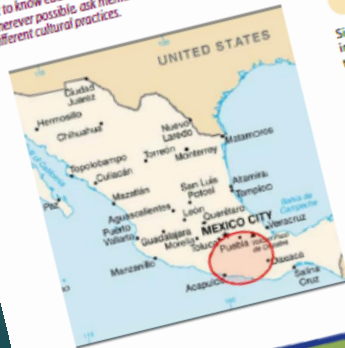 to know
wherever possible, ask
different cultural practices.
UNITED STATES
Ciudad
Juaréz
Hermosillo
Chihuahua
Nuevo
Laredo
Matamoros
Topolobampo
Torreón
Monterrey
Culiacán
Mazatlán
San Luis
Potosí
Altamira
Tampico
Aguascalientes
León
Querétaro
Puerto
Vallarta
Guadalajara
MEXICO CITY
Veracruz
Morelia
Toluca
Puebla
Manzanillo
Acapulco
Oaxaca
Salina
Cruz